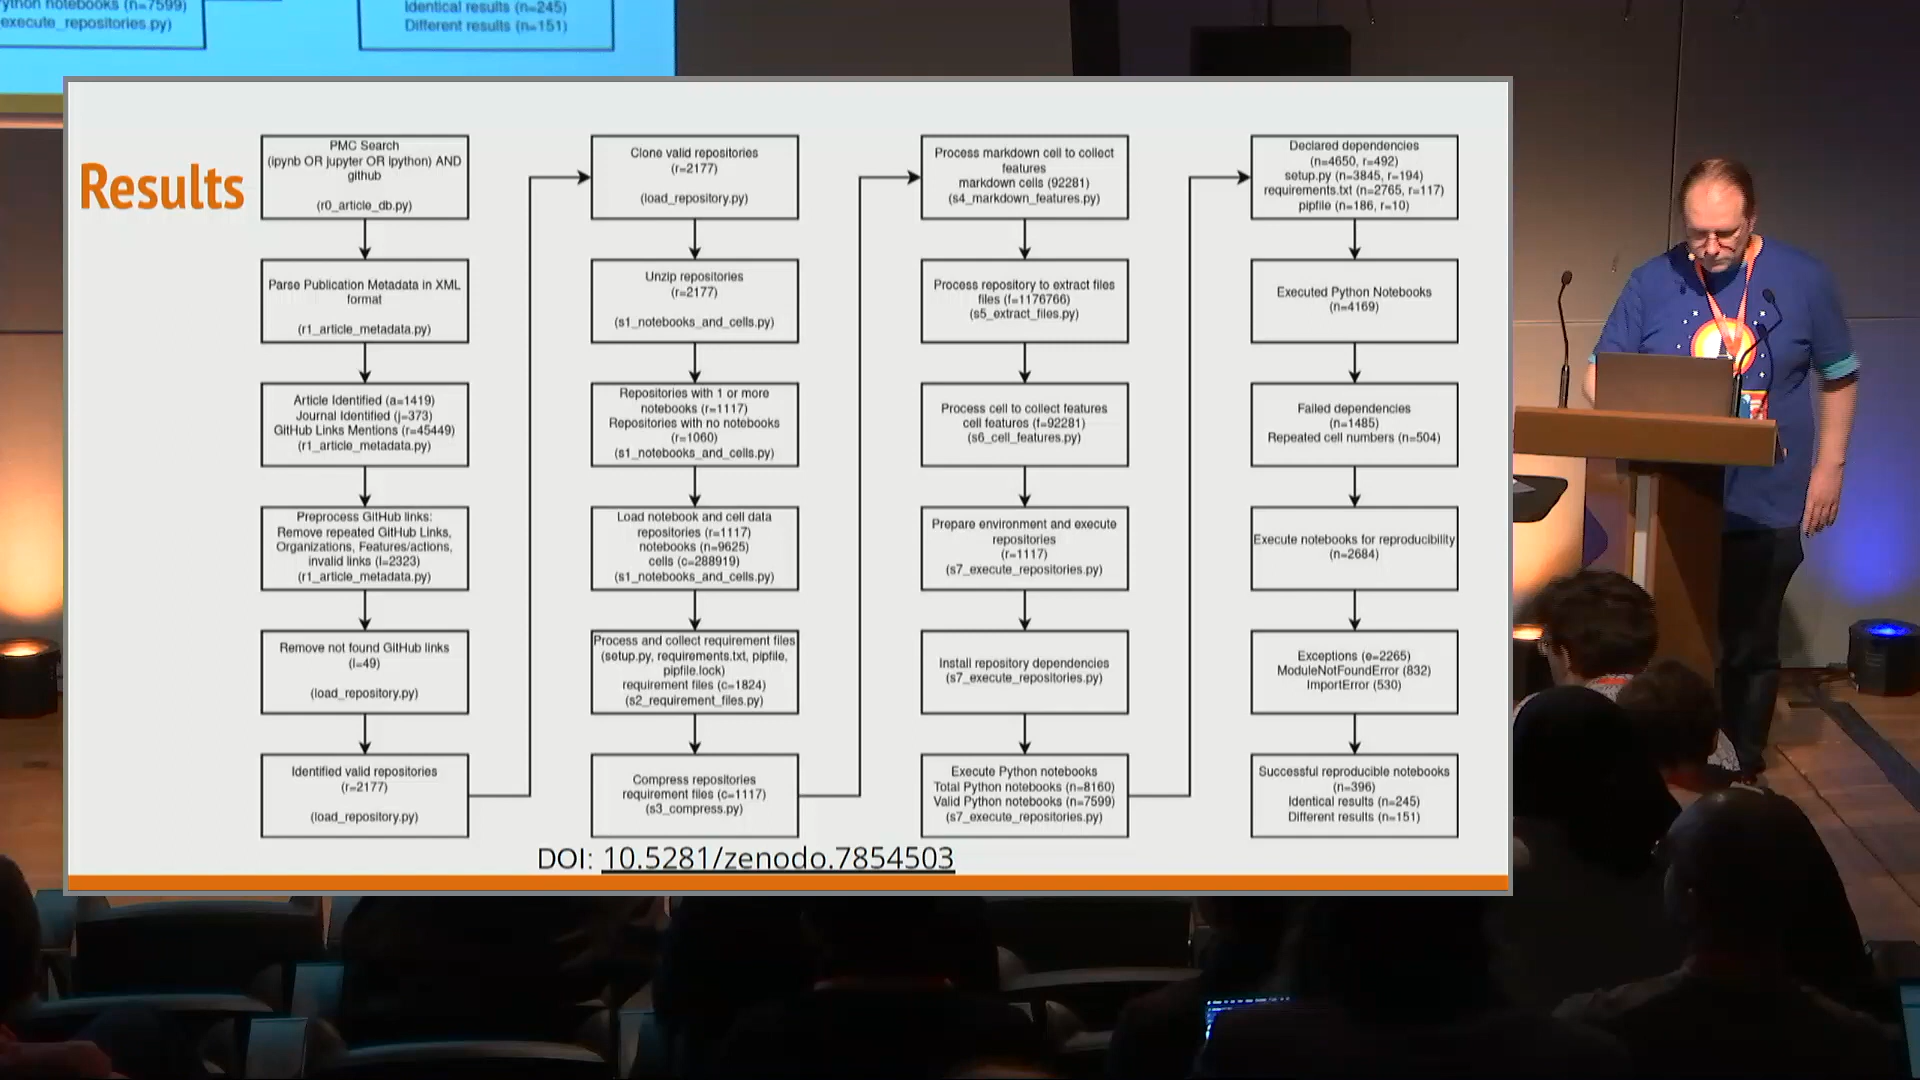 ython notebooks (n=7599)
execute_repositories.py)
Identical results (n=245)
Different results (n=151)
Results
PMC Search
(ipynb OR jupyter OR ipython) AND
github
(r0_article_db.py)
Parse Publication Metadata in XML
format
(r1_article_metadata.py)
Article Identified (a=1419)
Journal Identified (j=373)
GitHub Links Mentions (r=45449)
(r1_article_metadata.py)
Preprocess GitHub links:
Remove repeated GitHub Links,
Organizations, Features/actions,
invalid links (l=2323)
(r1_article_metadata.py)
Remove not found GitHub links
(l=49)
(load_repository.py)
Identified valid repositories
(r=2177)
(load_repository.py)
Clone valid repositories
(r=2177)
(load_repository.py)
Unzip repositories
(r=2177)
(s1_notebooks_and_cells.py)
Repositories with 1 or more
notebooks (r=1117)
Repositories with no notebooks
(r=1060)
(s1_notebooks_and_cells.py)
Load notebook and cell data
repositories (r=1117)
notebooks (n=9625)
cells (c=288919)
(s1_notebooks_and_cells.py)
Process and collect requirement files
(setup.py, requirements.txt, pipfile,
pipfile.lock)
requirement files (c=1824)
(s2_requirement_files.py)
Compress repositories
requirement files (c=1117)
(s3_compress.py)
Process markdown cell to collect
features
markdown cells (92281)
(s4_markdown_features.py)
Process repository to extract files
files (f=1176766)
(s5_extract_files.py)
Process cell to collect features
cell features (f=92281)
(s6_cell_features.py)
Prepare environment and execute
repositories
(r=1117)
(s7_execute_repositories.py)
Install repository dependencies
(s7_execute_repositories.py)
Execute Python notebooks
Total Python notebooks (n=8160)
Valid Python notebooks (n=7599)
(s7_execute_repositories.py)
Declared dependencies
(n=4650, r=492)
setup.py (n=3845, r=194)
requirements.txt (n=2765, r=117)
pipfile (n=186, r=10)
Executed Python Notebooks
(n=4169)
Failed dependencies
(n=1485)
Repeated cell numbers (n=504)
Execute notebooks for reproducibility
(n=2684)
Exceptions (e=2265)
ModuleNotFoundError (832)
ImportError (530)
Successful reproducible notebooks
(n=396)
Identical results (n=245)
Different results (n=151)
DOI: 10.5281/zenodo.7854503